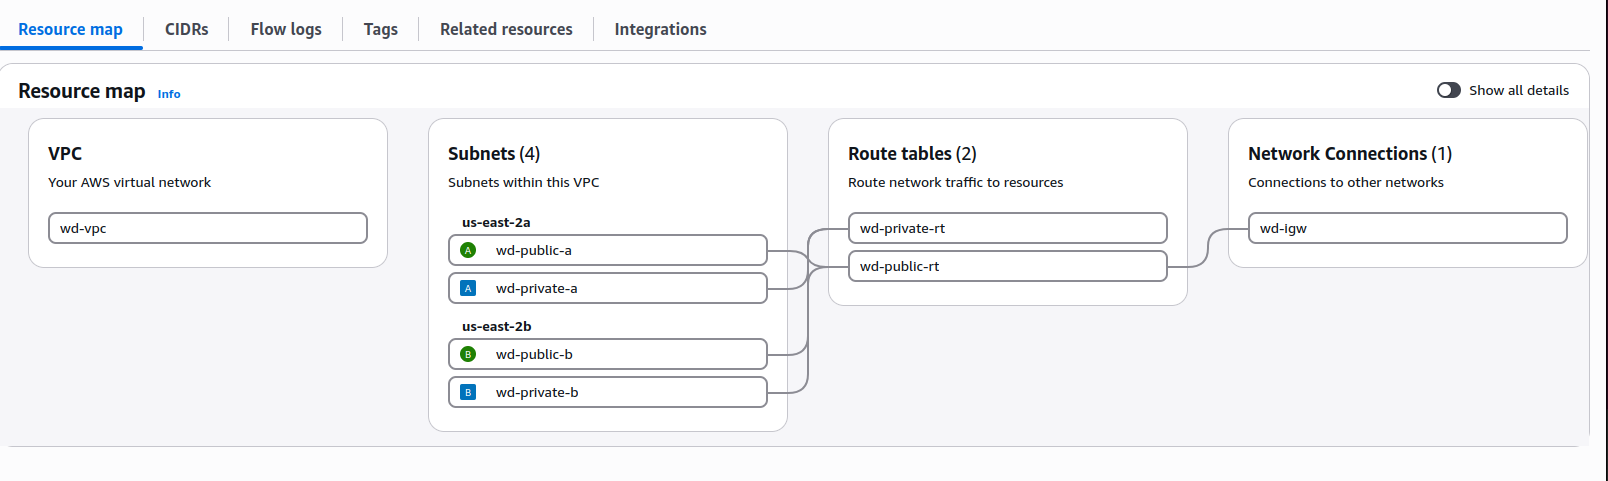 Resource map CIDRs Flow logs Tags Related resources Integrations
Resource map Info
Show all details
VPC
Your AWS virtual network
wd-vpc
Subnets (4)
Subnets within this VPC
us-east-2a
A wd-public-a
A wd-private-a
us-east-2b
B wd-public-b
B wd-private-b
Route tables (2)
Route network traffic to resources
wd-private-rt
wd-public-rt
Network Connections (1)
Connections to other networks
wd-igw